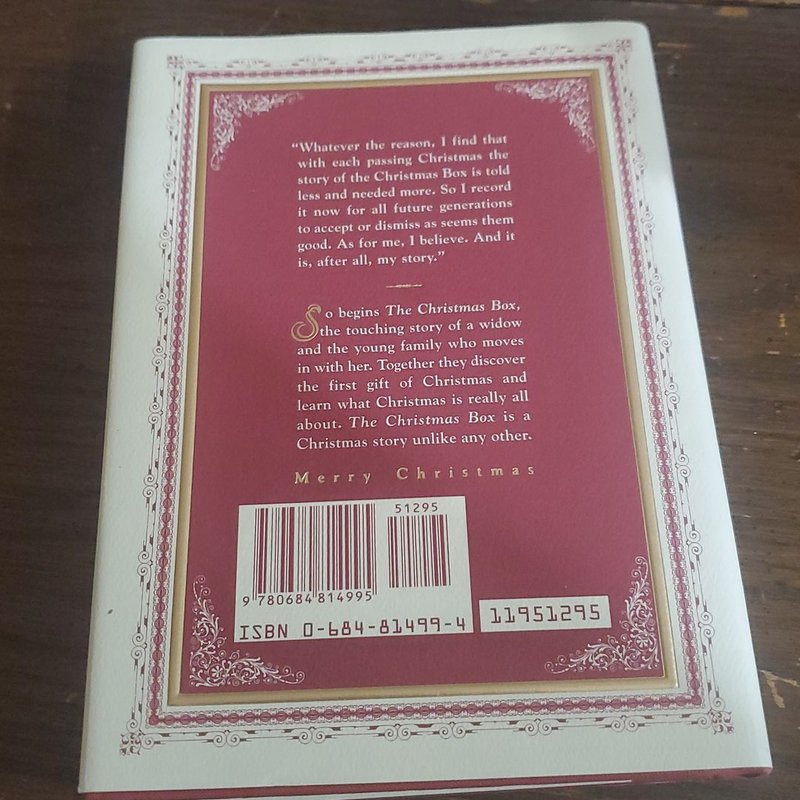 “Whatever the reason, I find that
with each passing Christmas the
story of the Christmas Box is told
less and needed more. So I record
it now for all future generations
to accept or dismiss as seems them
good. As for me, I believe. And it
is, after all, my story.”
So begins The Christmas Box,
the touching story of a widow
and the young family who moves
in with her. Together they discover
the first gift of Christmas and
learn what Christmas is really all
about. The Christmas Box is a
Christmas story unlike any other.
Merry Christmas
51295
9 780684 814995
ISBN 0-684-81499-4
11951295